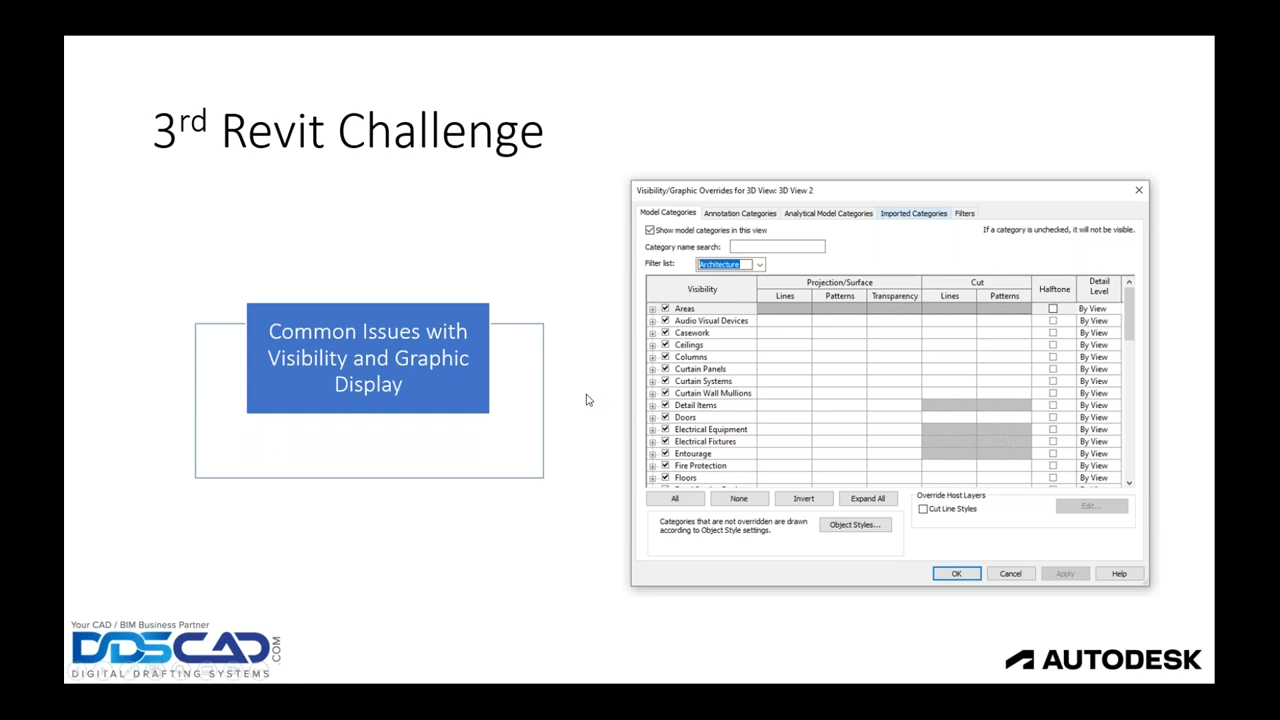 3rd Revit Challenge
Common Issues with
Visibility and Graphic
Display
Visibility/Graphic Overrides for 3D View: 3D View 2
Model Categories Annotation Categories Analytical Model Categories Imported Categories Filters
Show model categories in this view
If a category is unchecked, it will not be visible.
Category name search:
Filter list: Architecture
Visibility Projection/Surface Cut Halftone Detail Level
Lines Patterns Transparency Lines Patterns
Areas By View
Audio Visual Devices By View
Casework By View
Ceilings By View
Columns By View
Curtain Panels By View
Curtain Systems By View
Curtain Wall Mullions By View
Detail Items By View
Doors By View
Electrical Equipment By View
Electrical Fixtures By View
Entourage By View
Fire Protection By View
Floors By View
All None Invert Expand All
Override Host Layers
Cut Line Styles Edit...
Categories that are not overridden are drawn
according to Object Style settings.
Object Styles...
OK Cancel Apply Help
Your CAD / BIM Business Partner
DDSCAD.COM
DIGITAL DRAFTING SYSTEMS
AUTODESK